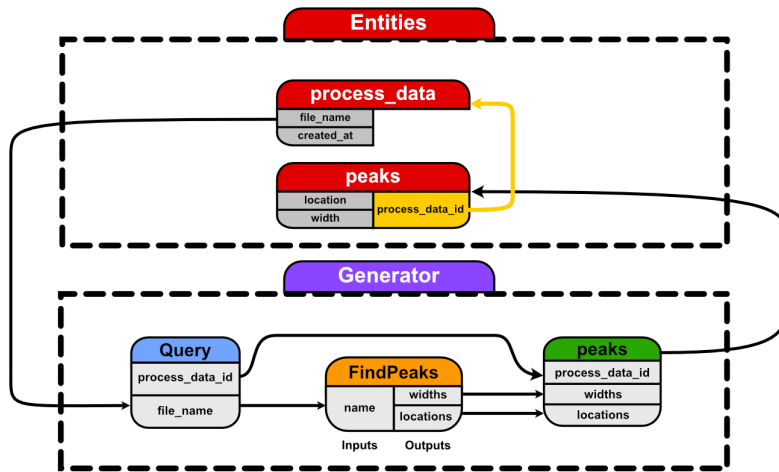 Entities
process_data
file_name
created_at
peaks
location
width
process_data_id
Generator
Query
process_data_id
file_name
FindPeaks
name
widths
locations
Inputs
Outputs
peaks
process_data_id
widths
locations